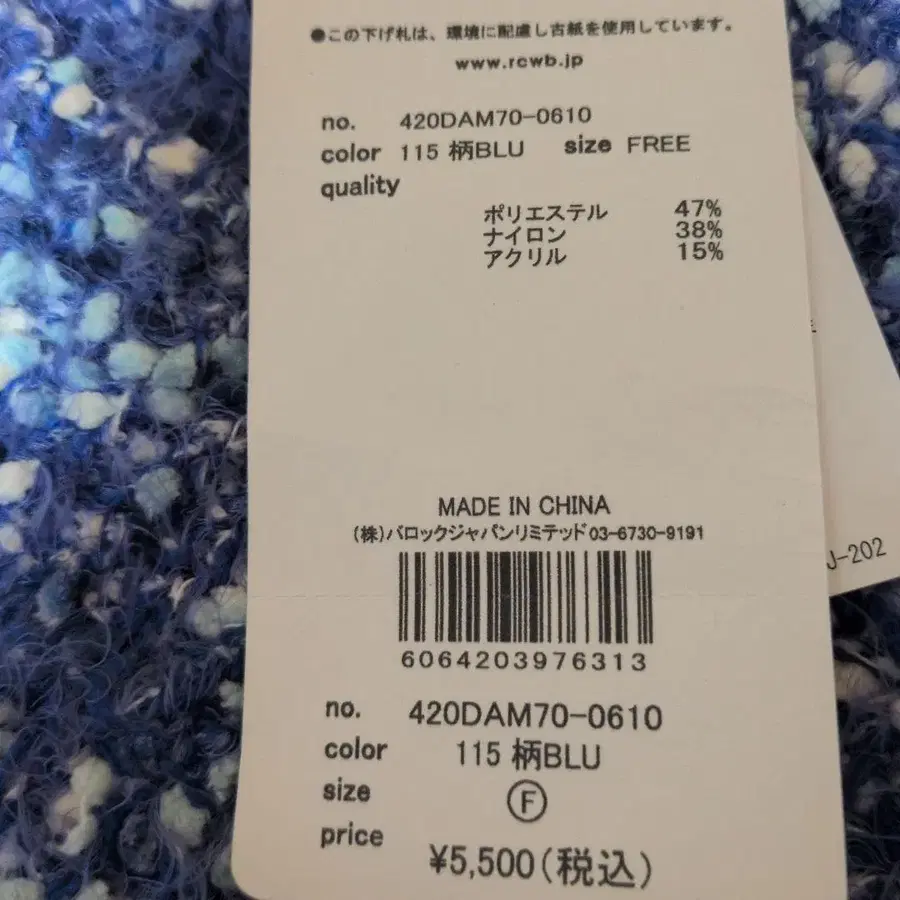 ●この下げ札は、環境に配慮し古紙を使用しています。
www.rcwb.jp
no. 420DAM70-0610
color 115 柄BLU size FREE
quality
ポリエステル 47%
ナイロン 38%
アクリル 15%
MADE IN CHINA
(株)バロックジャパンリミテッド03-6730-9191
6064203976313
no. 420DAM70-0610
color 115 柄BLU
size Ⓕ
price
¥5,500(税込)
J-202